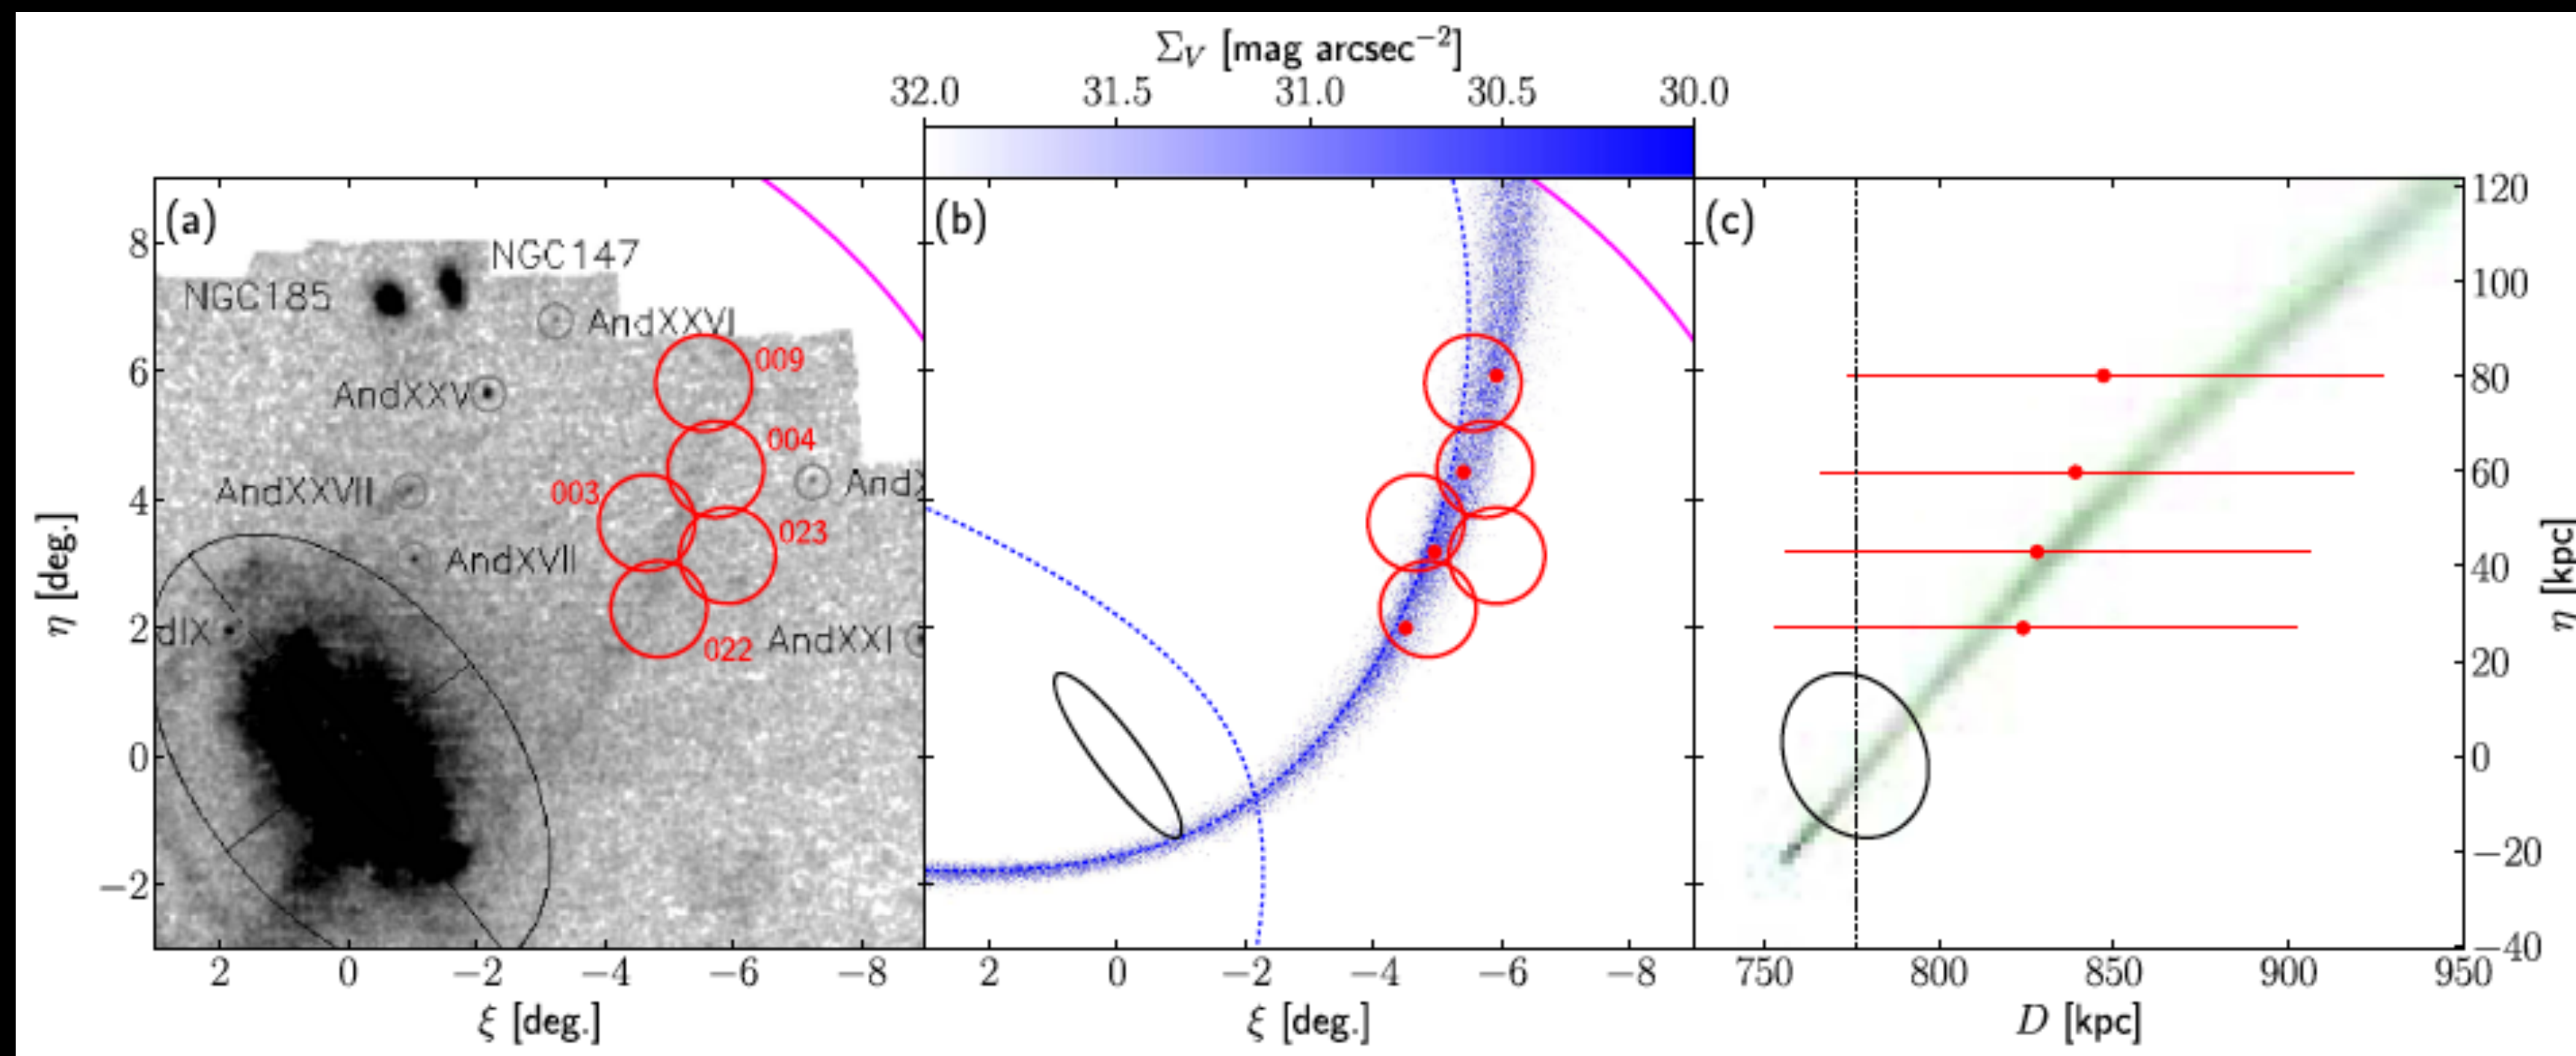 Σ_V [mag arcsec⁻²]
32.0 31.5 31.0 30.5 30.0
(a)
NGC147
NGC185
AndXXVI
009
AndXXV
004
AndXXVII
003
AndX
023
AndXVII
dIX
022
AndXXI
8
6
4
2
0
−2
η [deg.]
2 0 −2 −4 −6 −8
ξ [deg.]
(b)
2 0 −2 −4 −6 −8
ξ [deg.]
(c)
120
100
80
60
40
20
0
−20
−40
η [kpc]
750 800 850 900 950
D [kpc]